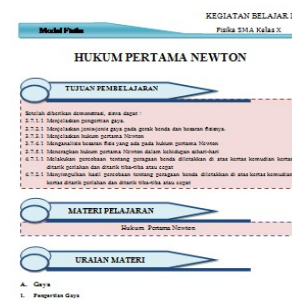 KEGIATAN BELAJAR
Modul Fisika
Fisika SMA Kelas X
HUKUM PERTAMA NEWTON
TUJUAN PEMBELAJARAN
Setelah diberikan demonstrasi, siswa dapat :
3.7.1.1 Menjelaskan pengertian gaya.
3.7.2.1 Menjelaskan jenis-jenis gaya pada gerak benda dan besaran fisisnya.
3.7.3.1 Menjelaskan hukum pertama Newton.
3.7.4.1 Menganalisis besaran fisis yang ada pada hukum pertama Newton
3.7.5.1 Menerapkan hukum pertama Newton dalam kehidupan sehari-hari
4.7.1.1 Melakukan percobaan tentang peragaan benda diletakkan di atas kertas kemudian kertas
ditarik perlahan dan ditarik tiba-tiba atau cepat
4.7.2.1 Menyimpulkan hasil percobaan tentang peragaan benda diletakkan di atas kertas kemudian
kertas ditarik perlahan dan ditarik tiba-tiba atau cepat
MATERI PELAJARAN
Hukum Pertama Newton
URAIAN MATERI
A. Gaya
1. Pengertian Gaya